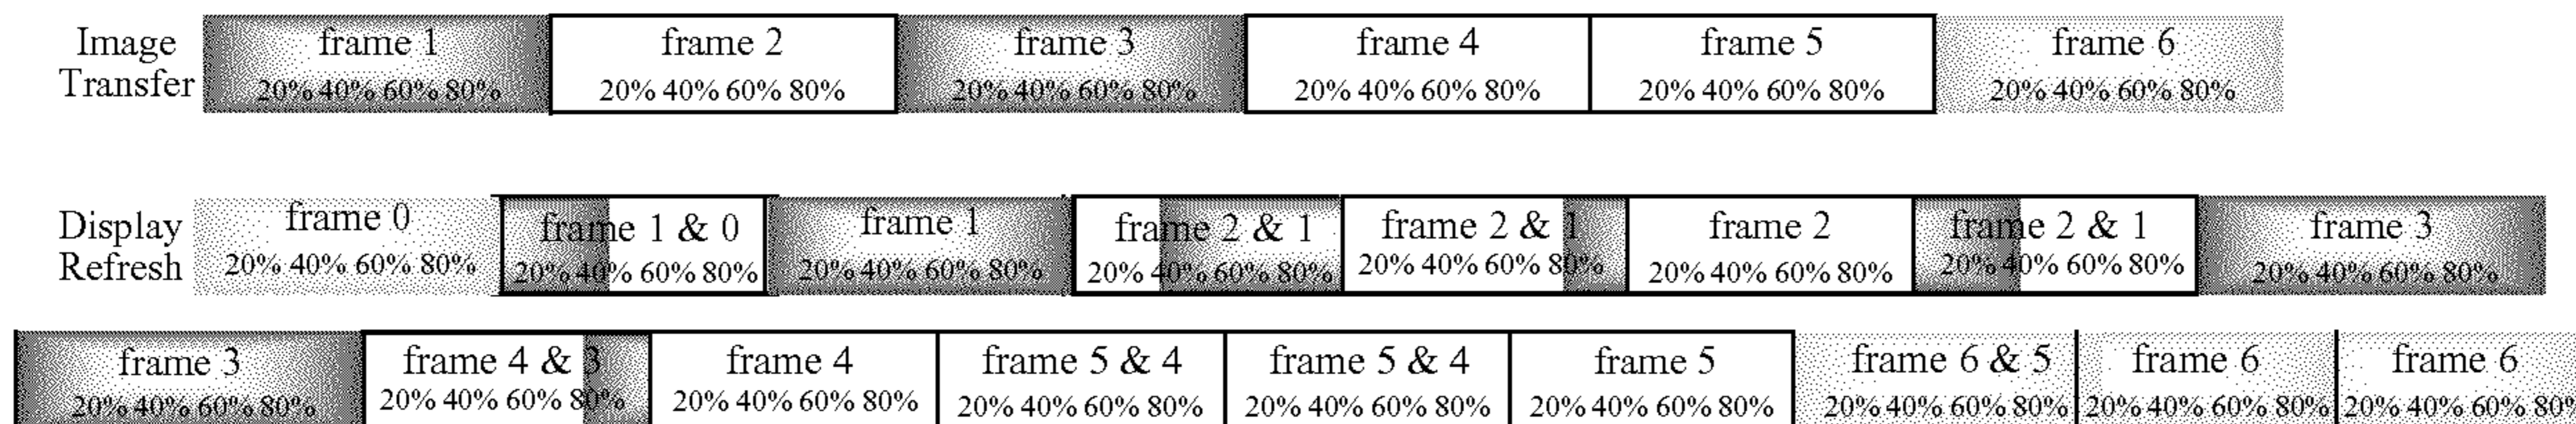 Image Transfer
frame 1 frame 2 frame 3 frame 4 frame 5 frame 6
20% 40% 60% 80% 20% 40% 60% 80% 20% 40% 60% 80% 20% 40% 60% 80% 20% 40% 60% 80% 20% 40% 60% 80%
Display Refresh
frame 0 frame 1 & 0 frame 1 frame 2 & 1 frame 2 & 1 frame 2 frame 2 & 1 frame 3
20% 40% 60% 80% 20% 40% 60% 80% 20% 40% 60% 80% 20% 40% 60% 80% 20% 40% 60% 80% 20% 40% 60% 80% 20% 40% 60% 80% 20% 40% 60% 80%
frame 3 frame 4 & 3 frame 4 frame 5 & 4 frame 5 & 4 frame 5 frame 6 & 5 frame 6 frame 6
20% 40% 60% 80% 20% 40% 60% 80% 20% 40% 60% 80% 20% 40% 60% 80% 20% 40% 60% 80% 20% 40% 60% 80% 20% 40% 60% 80% 20% 40% 60% 80% 20% 40% 60% 80%